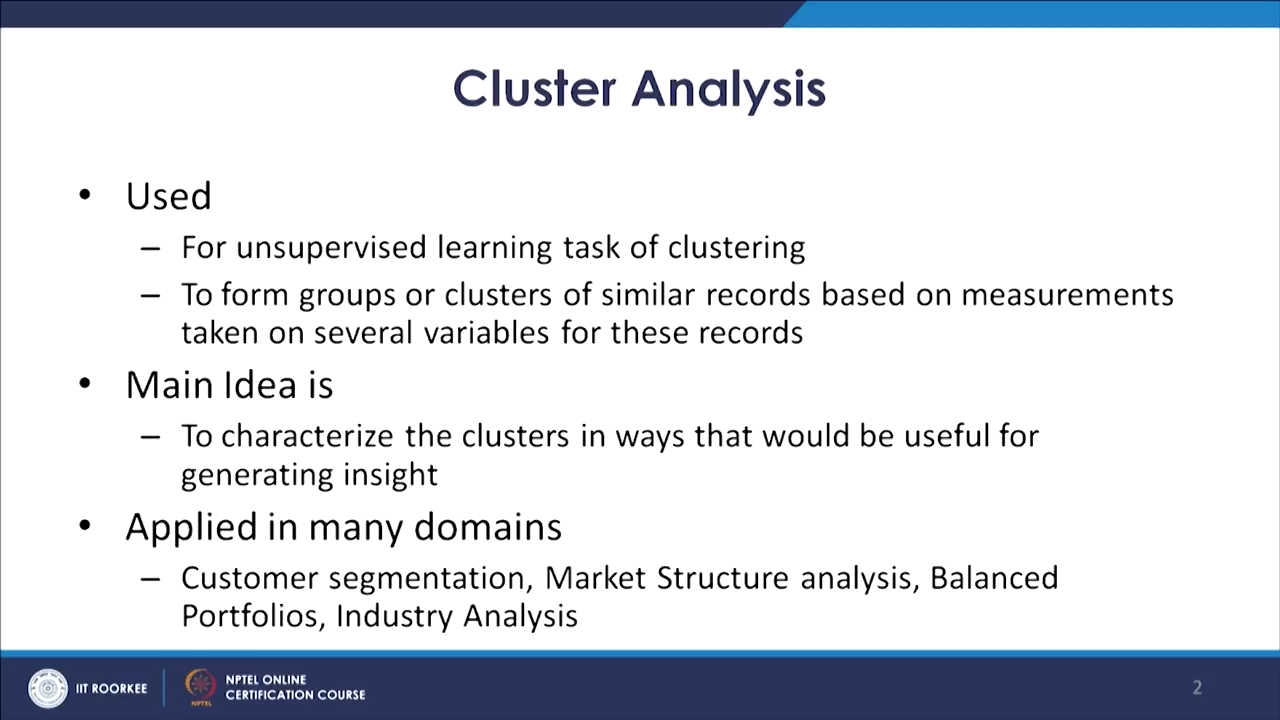 Cluster Analysis
• Used
– For unsupervised learning task of clustering
– To form groups or clusters of similar records based on measurements
taken on several variables for these records
• Main Idea is
– To characterize the clusters in ways that would be useful for
generating insight
• Applied in many domains
– Customer segmentation, Market Structure analysis, Balanced
Portfolios, Industry Analysis
IIT ROORKEE
NPTEL
NPTEL ONLINE
CERTIFICATION COURSE
2